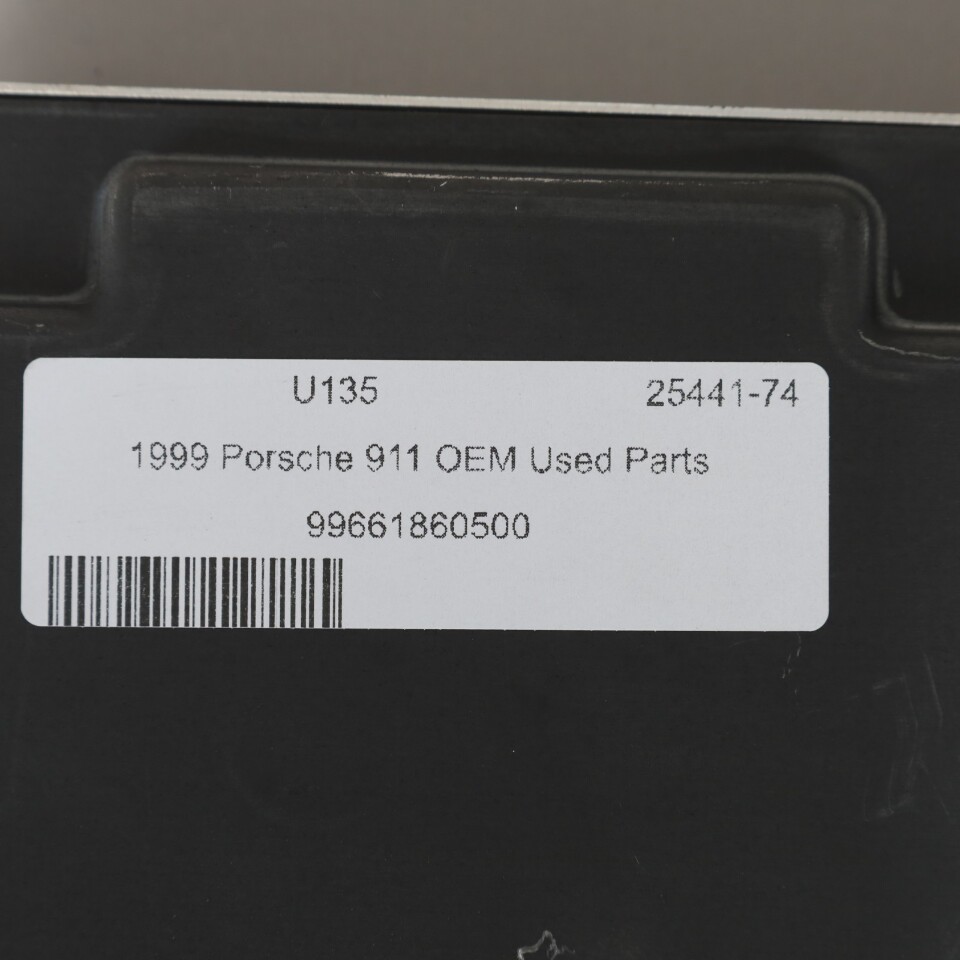 U135 25441-74
1999 Porsche 911 OEM Used Parts
99661860500